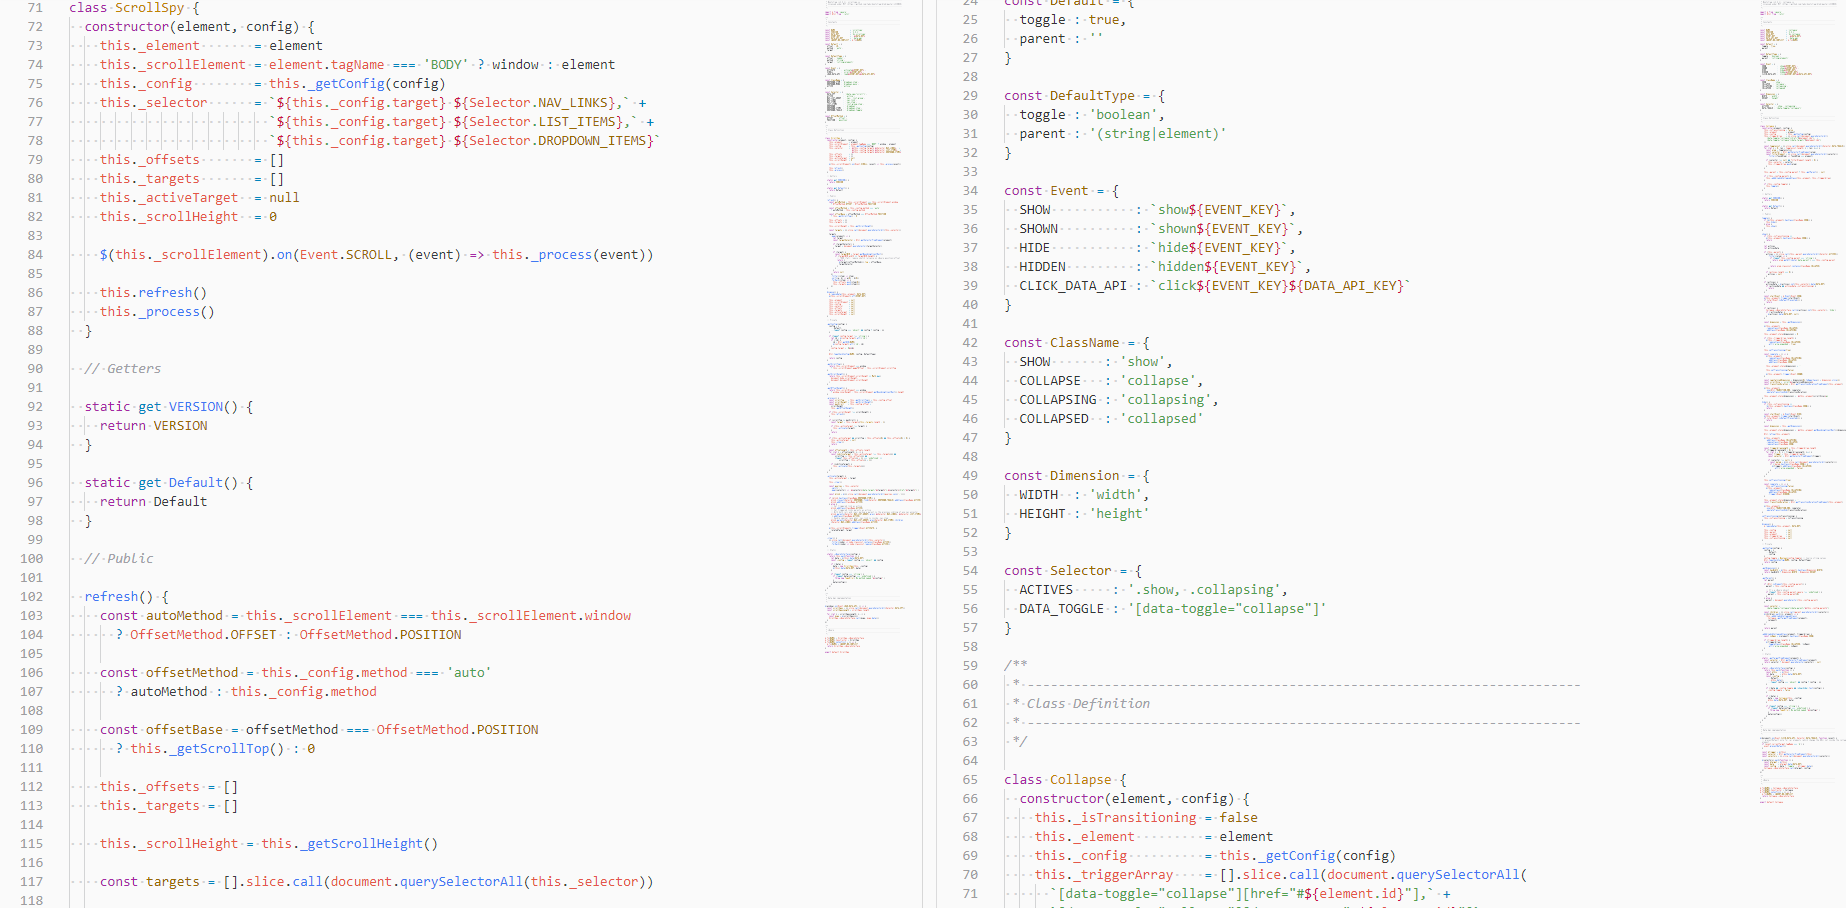 71 class ScrollSpy {
72 constructor(element, config) {
73 this._element = element
74 this._scrollElement = element.tagName === 'BODY' ? window : element
75 this._config = this._getConfig(config)
76 this._selector = `${this._config.target} ${Selector.NAV_LINKS},` +
77 `${this._config.target} ${Selector.LIST_ITEMS},` +
78 `${this._config.target} ${Selector.DROPDOWN_ITEMS}`
79 this._offsets = []
80 this._targets = []
81 this._activeTarget = null
82 this._scrollHeight = 0
83
84 $(this._scrollElement).on(Event.SCROLL, (event) => this._process(event))
85
86 this.refresh()
87 this._process()
88 }
89
90 // Getters
91
92 static get VERSION() {
93 return VERSION
94 }
95
96 static get Default() {
97 return Default
98 }
99
100 // Public
101
102 refresh() {
103 const autoMethod = this._scrollElement === this._scrollElement.window
104 ? OffsetMethod.OFFSET : OffsetMethod.POSITION
105
106 const offsetMethod = this._config.method === 'auto'
107 ? autoMethod : this._config.method
108
109 const offsetBase = offsetMethod === OffsetMethod.POSITION
110 ? this._getScrollTop() : 0
111
112 this._offsets = []
113 this._targets = []
114
115 this._scrollHeight = this._getScrollHeight()
116
117 const targets = [].slice.call(document.querySelectorAll(this._selector))
118
24 const Default = {
25 toggle : true,
26 parent : ''
27 }
28
29 const DefaultType = {
30 toggle : 'boolean',
31 parent : '(string|element)'
32 }
33
34 const Event = {
35 SHOW : `show${EVENT_KEY}`,
36 SHOWN : `shown${EVENT_KEY}`,
37 HIDE : `hide${EVENT_KEY}`,
38 HIDDEN : `hidden${EVENT_KEY}`,
39 CLICK_DATA_API : `click${EVENT_KEY}${DATA_API_KEY}`
40 }
41
42 const ClassName = {
43 SHOW : 'show',
44 COLLAPSE : 'collapse',
45 COLLAPSING : 'collapsing',
46 COLLAPSED : 'collapsed'
47 }
48
49 const Dimension = {
50 WIDTH : 'width',
51 HEIGHT : 'height'
52 }
53
54 const Selector = {
55 ACTIVES : '.show, .collapsing',
56 DATA_TOGGLE : '[data-toggle="collapse"]'
57 }
58
59 /**
60 * ------------------------------------------------------------------------
61 * Class Definition
62 * ------------------------------------------------------------------------
63 */
64
65 class Collapse {
66 constructor(element, config) {
67 this._isTransitioning = false
68 this._element = element
69 this._config = this._getConfig(config)
70 this._triggerArray = [].slice.call(document.querySelectorAll(
71 `[data-toggle="collapse"][href="#${element.id}"],` +